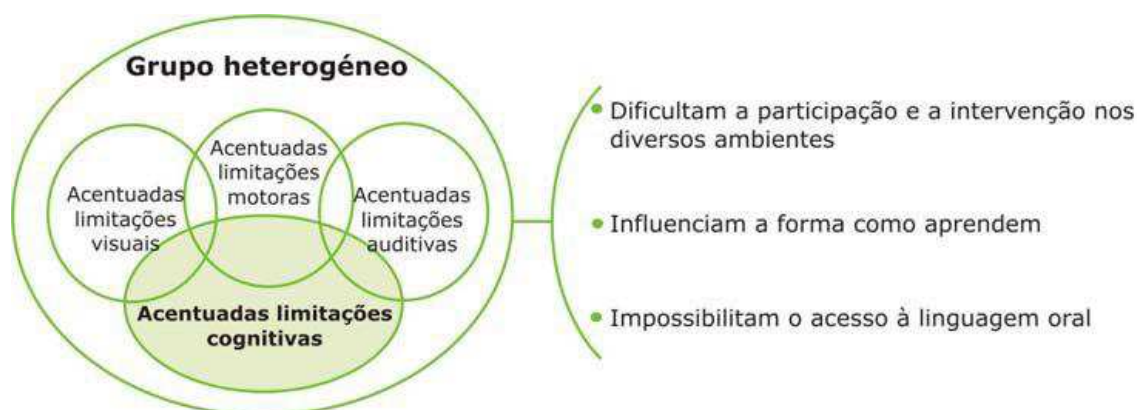 Grupo heterogéneo
Acentuadas
limitações
visuais
Acentuadas
limitações
motoras
Acentuadas
limitações
auditivas
Acentuadas limitações
cognitivas
• Dificultam a participação e a intervenção nos
diversos ambientes
• Influenciam a forma como aprendem
• Impossibilitam o acesso à linguagem oral